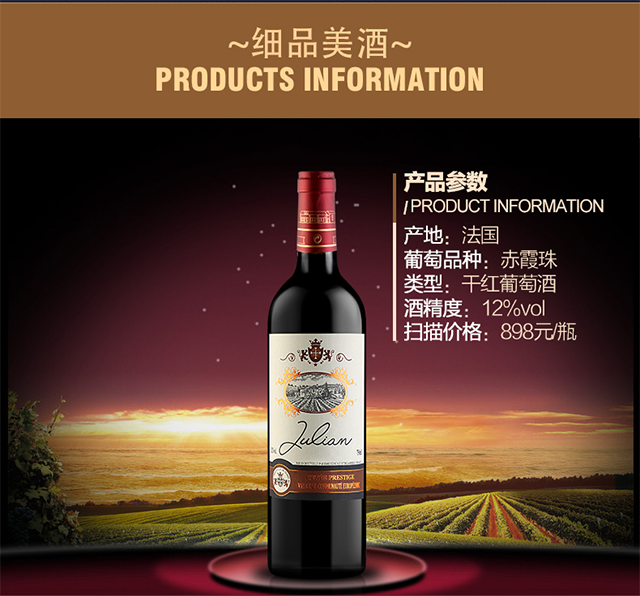 ~细品美酒~
PRODUCTS INFORMATION
产品参数
/ PRODUCT INFORMATION
产地：法国
葡萄品种：赤霞珠
类型：干红葡萄酒
酒精度：12%vol
扫描价格：898元/瓶
Julian
PRESTIGE